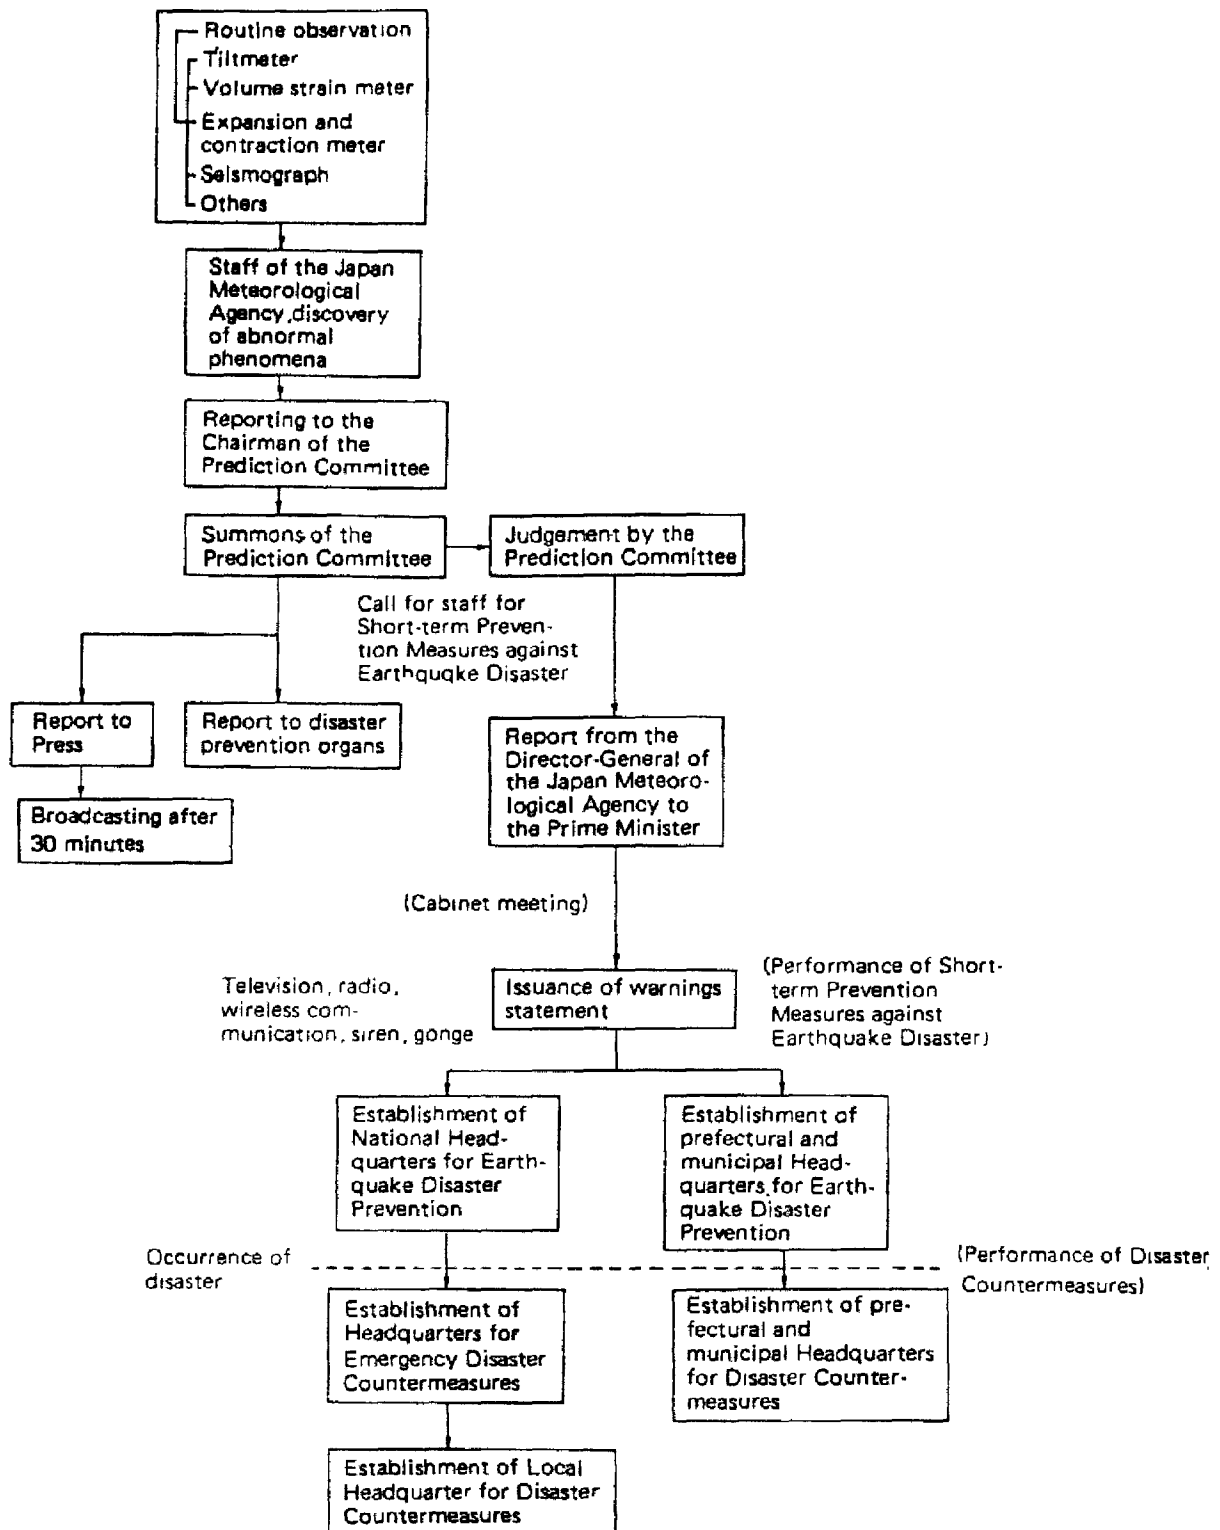 Routine observation
Tiltmeter
Volume strain meter
Expansion and
contraction meter
Seismograph
Others
Staff of the Japan
Meteorological
Agency,discovery
of abnormal
phenomena
Reporting to the
Chairman of the
Prediction Committee
Summons of the
Prediction Committee
Judgement by the
Prediction Committee
Call for staff for
Short-term Preven-
tion Measures against
Earthquqke Disaster
Report to
Press
Report to disaster
prevention organs
Broadcasting after
30 minutes
Report from the
Director-General of
the Japan Meteoro-
logical Agency to
the Prime Minister
(Cabinet meeting)
Television, radio,
wireless com-
munication, siren, gonge
Issuance of warnings
statement
(Performance of Short-
term Prevention
Measures against
Earthquake Disaster)
Establishment of
National Head-
quarters for Earth-
quake Disaster
Prevention
Establishment of
prefectural and
municipal Head-
quarters,for Earth-
quake Disaster
Prevention
Occurrence of
disaster
(Performance of Disaster
Countermeasures)
Establishment of
Headquarters for
Emergency Disaster
Countermeasures
Establishment of pre-
fectural and
municipal Headquarters
for Disaster Counter-
measures
Establishment of Local
Headquarter for Disaster
Countermeasures